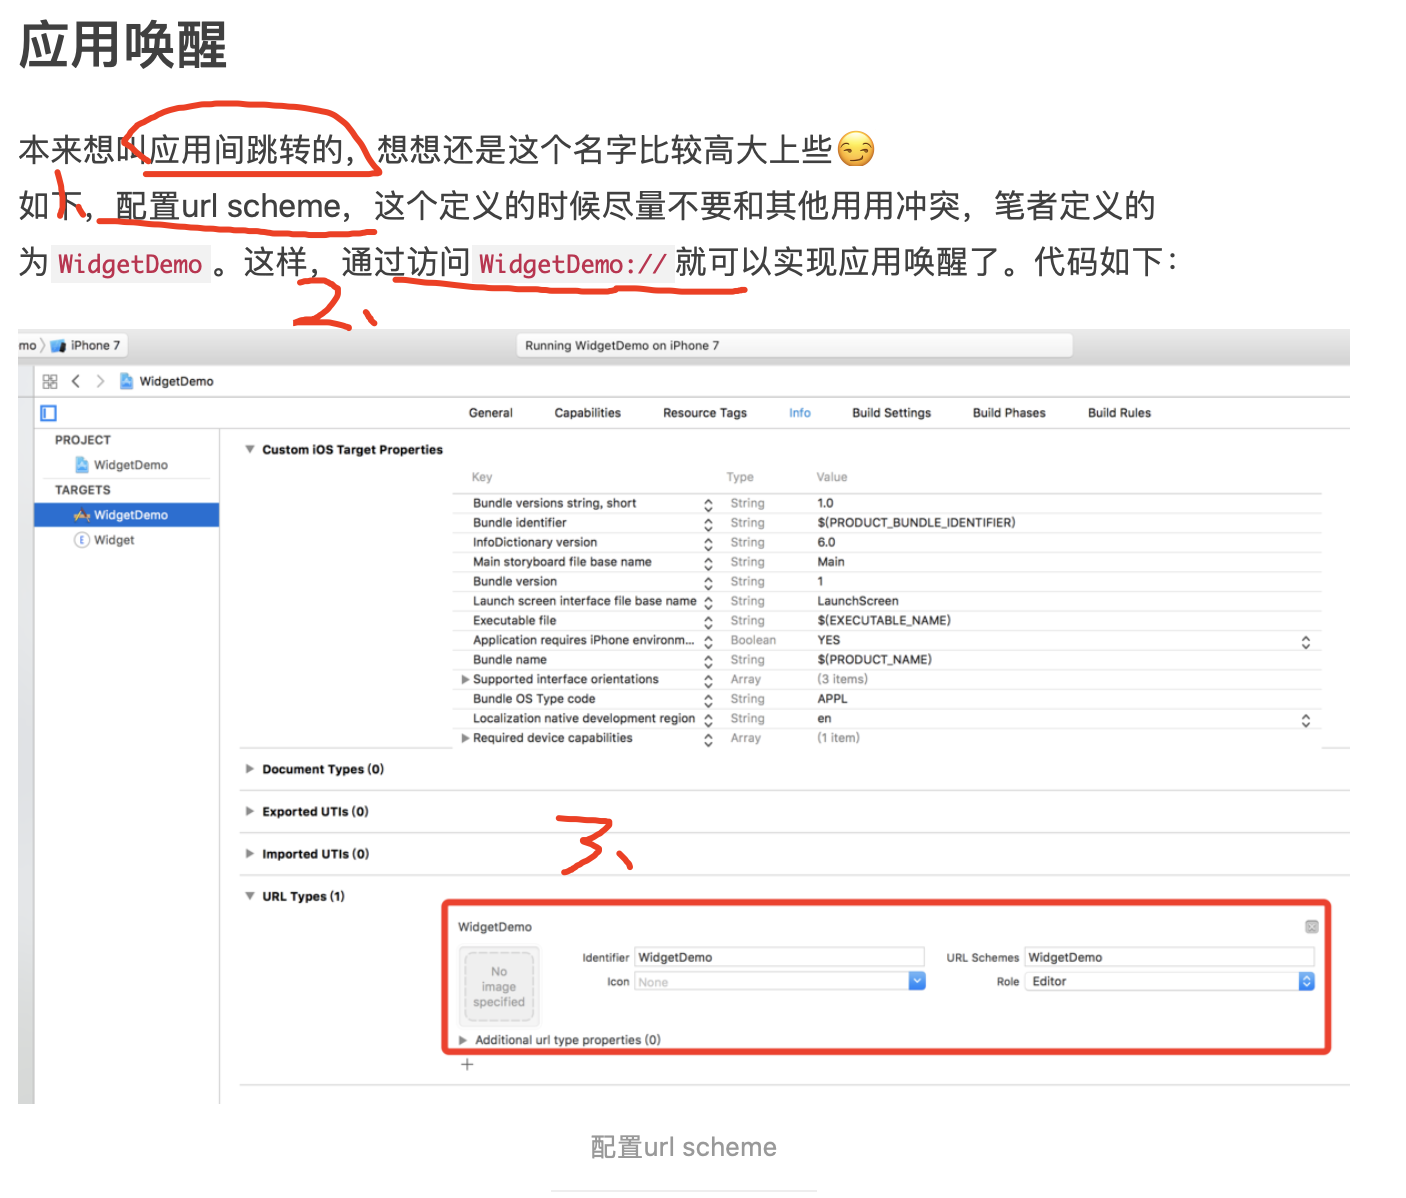 应用唤醒
本来想叫应用间跳转的，想想还是这个名字比较高大上些😏
1、
如下，配置url scheme，这个定义的时候尽量不要和其他用用冲突，笔者定义的
为 WidgetDemo 。这样，通过访问 WidgetDemo:// 就可以实现应用唤醒了。代码如下：
2、
mo 〉 iPhone 7
Running WidgetDemo on iPhone 7
WidgetDemo
General Capabilities Resource Tags Info Build Settings Build Phases Build Rules
PROJECT
WidgetDemo
TARGETS
WidgetDemo
E Widget
Custom iOS Target Properties
Key Type Value
Bundle versions string, short String 1.0
Bundle identifier String $(PRODUCT_BUNDLE_IDENTIFIER)
InfoDictionary version String 6.0
Main storyboard file base name String Main
Bundle version String 1
Launch screen interface file base name String LaunchScreen
Executable file String $(EXECUTABLE_NAME)
Application requires iPhone environm... Boolean YES
Bundle name String $(PRODUCT_NAME)
Supported interface orientations Array (3 items)
Bundle OS Type code String APPL
Localization native development region String en
Required device capabilities Array (1 item)
Document Types (0)
Exported UTIs (0)
3、
Imported UTIs (0)
URL Types (1)
WidgetDemo
No
image
specified
Identifier WidgetDemo URL Schemes WidgetDemo
Icon None Role Editor
Additional url type properties (0)
+
配置url scheme